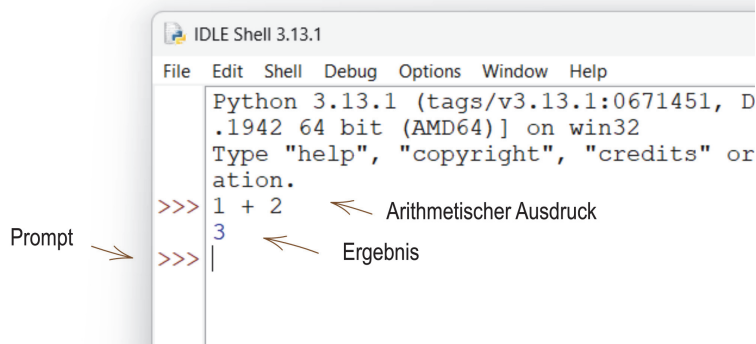 IDLE Shell 3.13.1
File Edit Shell Debug Options Window Help
Python 3.13.1 (tags/v3.13.1:0671451, D
.1942 64 bit (AMD64)] on win32
Type "help", "copyright", "credits" or
ation.
>>> 1 + 2 Arithmetischer Ausdruck
3
Ergebnis
Prompt
>>>